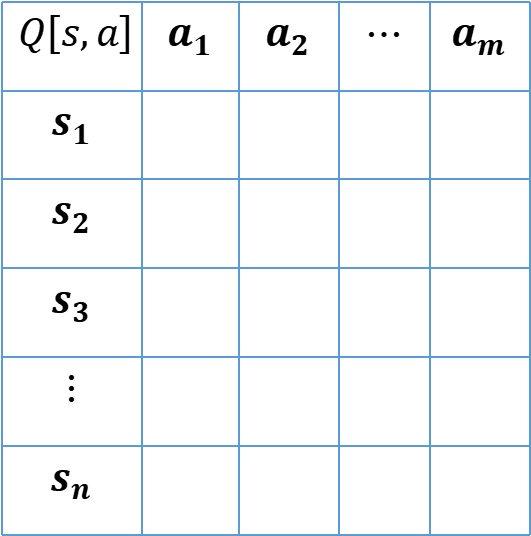 Q[s, a] a₁ a₂ ⋯ aₘ
s₁
s₂
s₃
⋮
sₙ